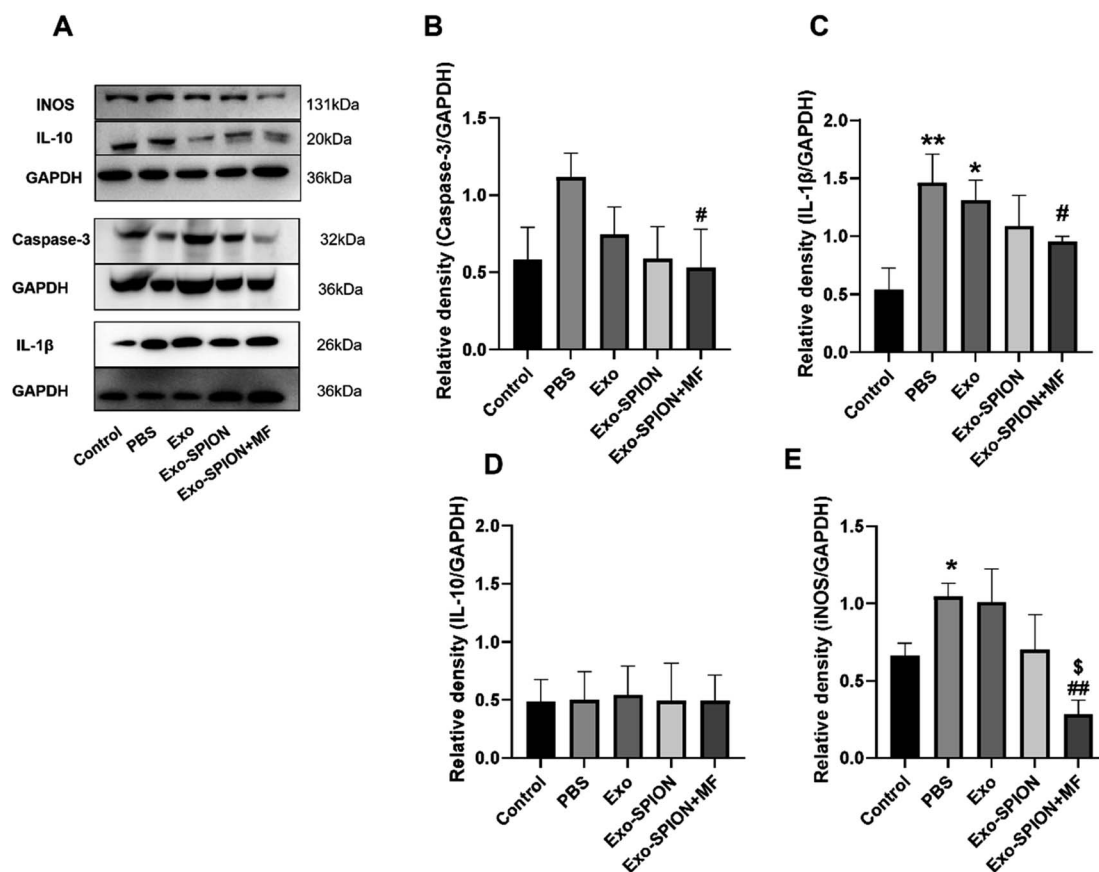 A
INOS 131kDa
IL-10 20kDa
GAPDH 36kDa
Caspase-3 32kDa
GAPDH 36kDa
IL-1β 26kDa
GAPDH 36kDa
Control PBS Exo Exo-SPION Exo-SPION+MF
B
Relative density (Caspase-3/GAPDH)
1.5
1.0
0.5
0.0
#
Control PBS Exo Exo-SPION Exo-SPION+MF
C
Relative density (IL-1β/GAPDH)
2.0
1.5
1.0
0.5
0.0
** * #
Control PBS Exo Exo-SPION Exo-SPION+MF
D
Relative density (IL-10/GAPDH)
2.0
1.5
1.0
0.5
0.0
Control PBS Exo Exo-SPION Exo-SPION+MF
E
Relative density (iNOS/GAPDH)
1.5
1.0
0.5
0.0
*
$
##
Control PBS Exo Exo-SPION Exo-SPION+MF